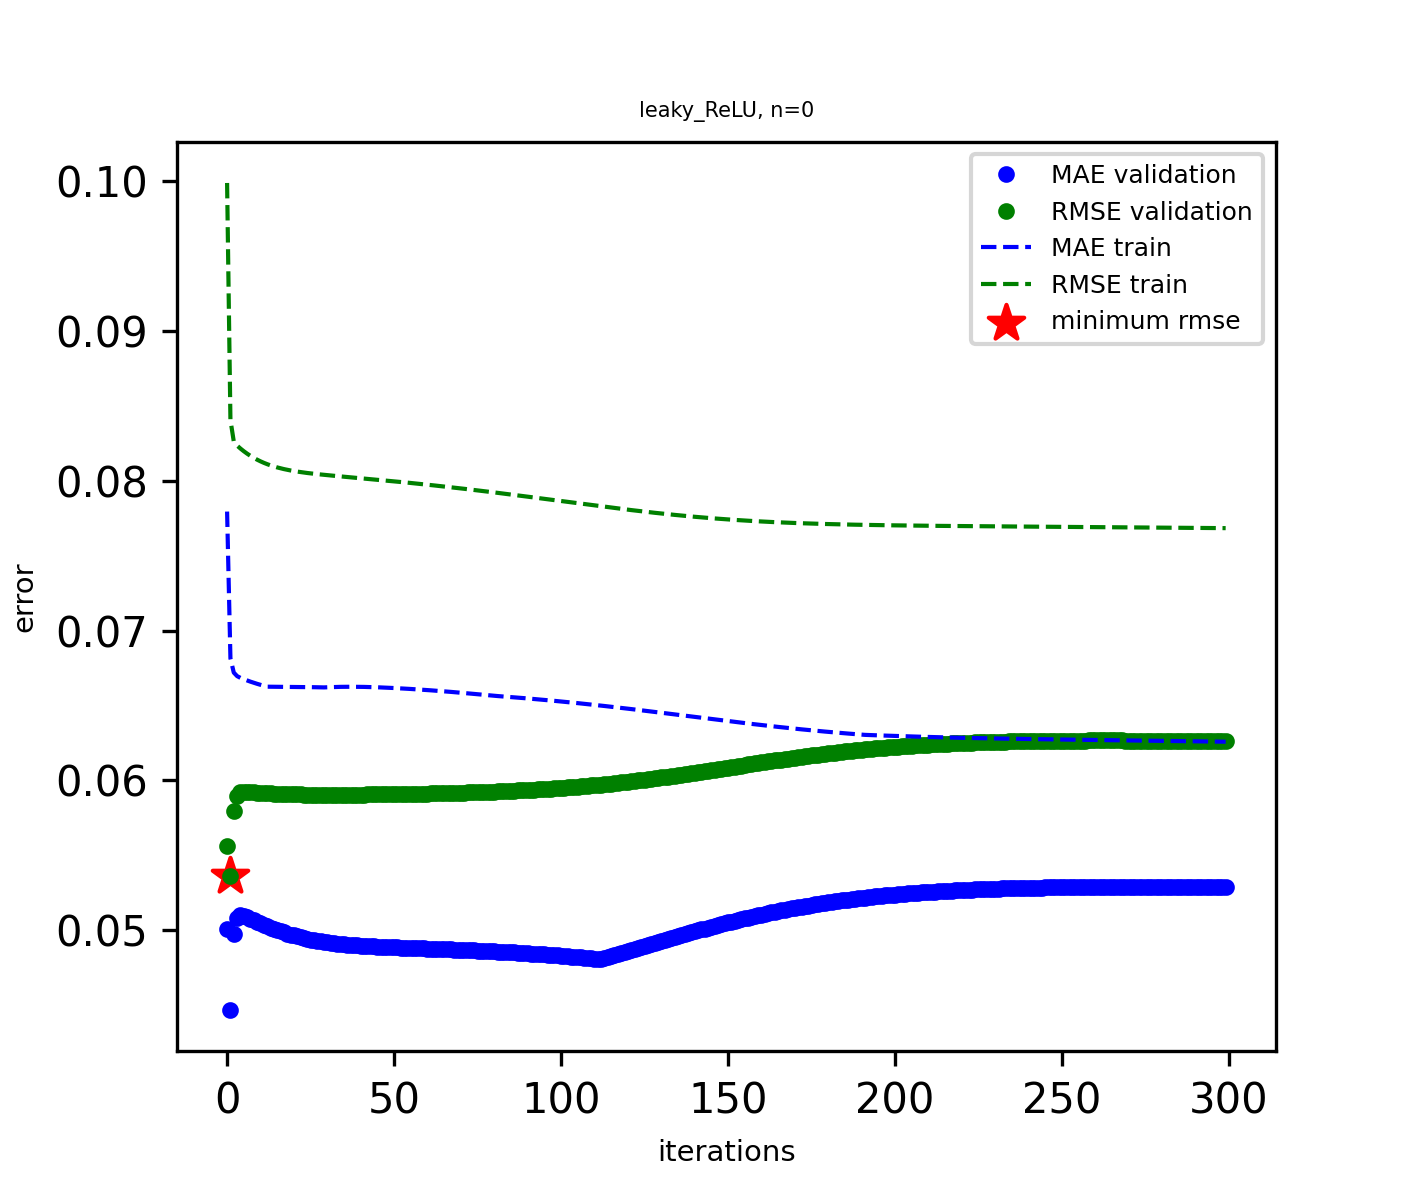 leaky_ReLU, n=0
MAE validation
RMSE validation
MAE train
RMSE train
minimum rmse
0.10
0.09
0.08
0.07
0.06
0.05
error
0 50 100 150 200 250 300
iterations